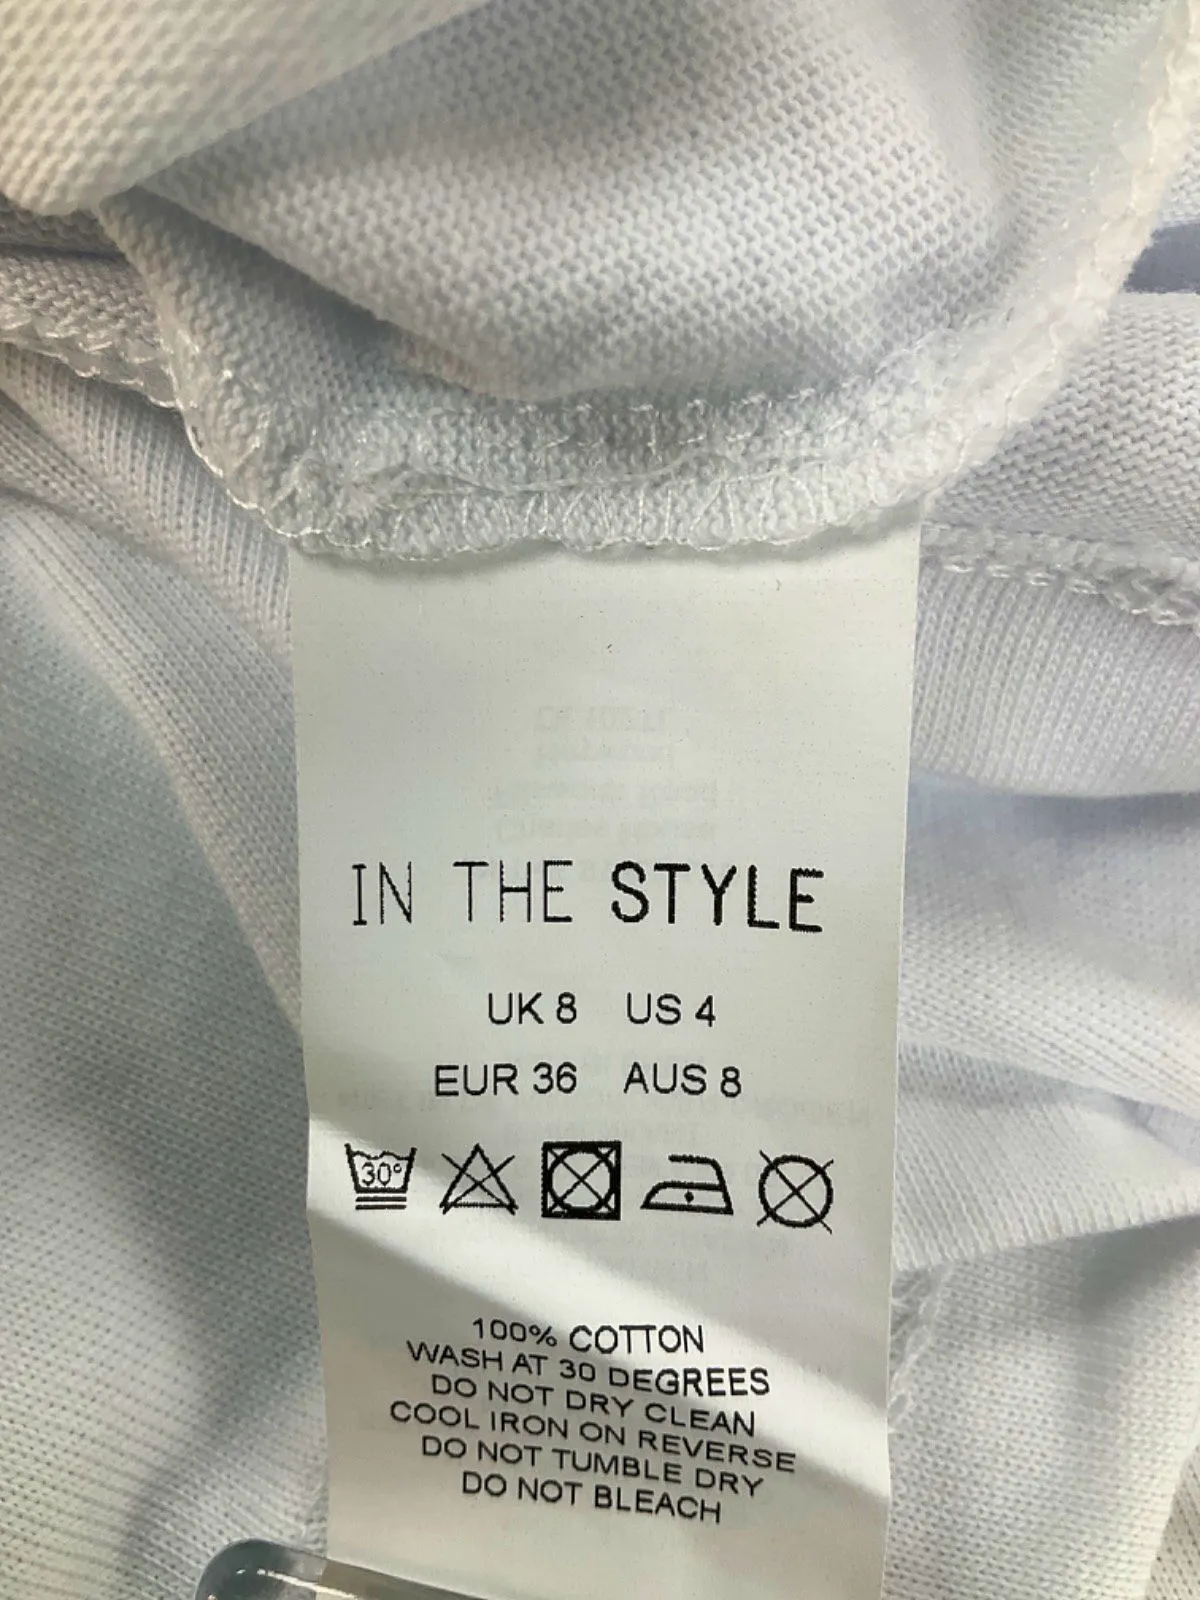 IN THE STYLE
UK 8 US 4
EUR 36 AUS 8
30°
100% COTTON
WASH AT 30 DEGREES
DO NOT DRY CLEAN
COOL IRON ON REVERSE
DO NOT TUMBLE DRY
DO NOT BLEACH